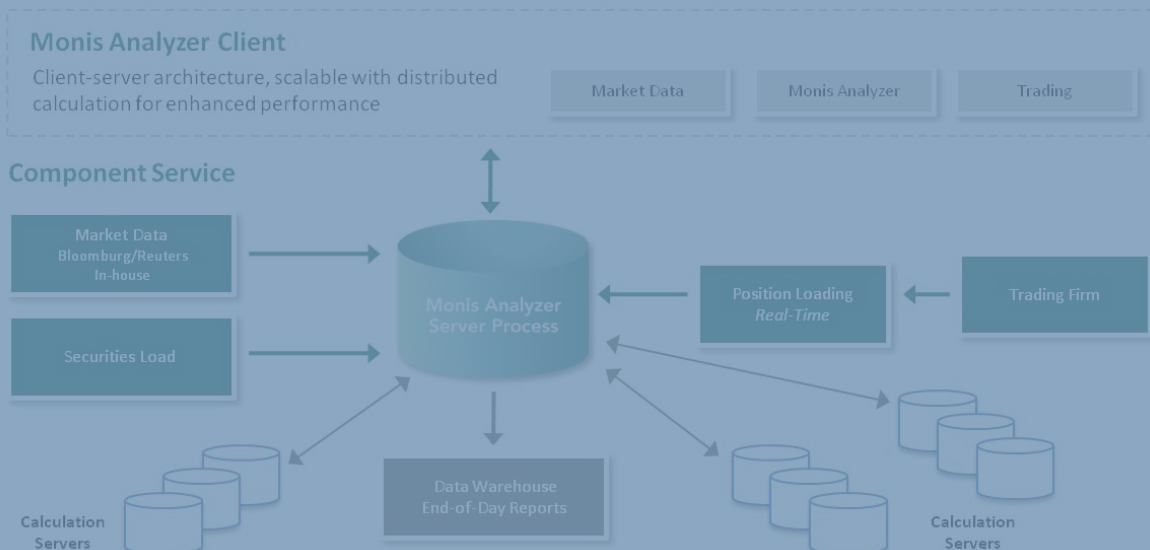 Monis Analyzer Client
Client-server architecture, scalable with distributed
calculation for enhanced performance
Market Data
Monis Analyzer
Trading
Component Service
Market Data
Bloomburg/Reuters
In-house
Securities Load
Monis Analyzer
Server Process
Position Loading
Real-Time
Trading Firm
Data Warehouse
End-of-Day Reports
Calculation
Servers
Calculation
Servers